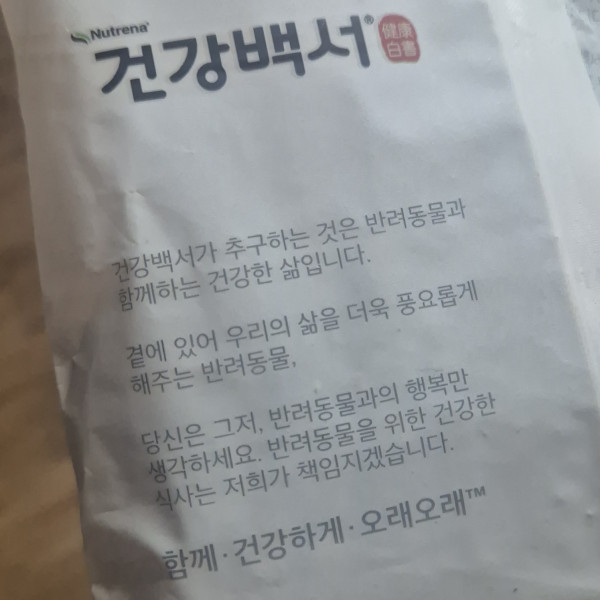 Nutrena®
건강백서® 健康
白書
건강백서가 추구하는 것은 반려동물과
함께하는 건강한 삶입니다.
곁에 있어 우리의 삶을 더욱 풍요롭게
해주는 반려동물,
당신은 그저, 반려동물과의 행복만
생각하세요. 반려동물을 위한 건강한
식사는 저희가 책임지겠습니다.
함께·건강하게·오래오래™